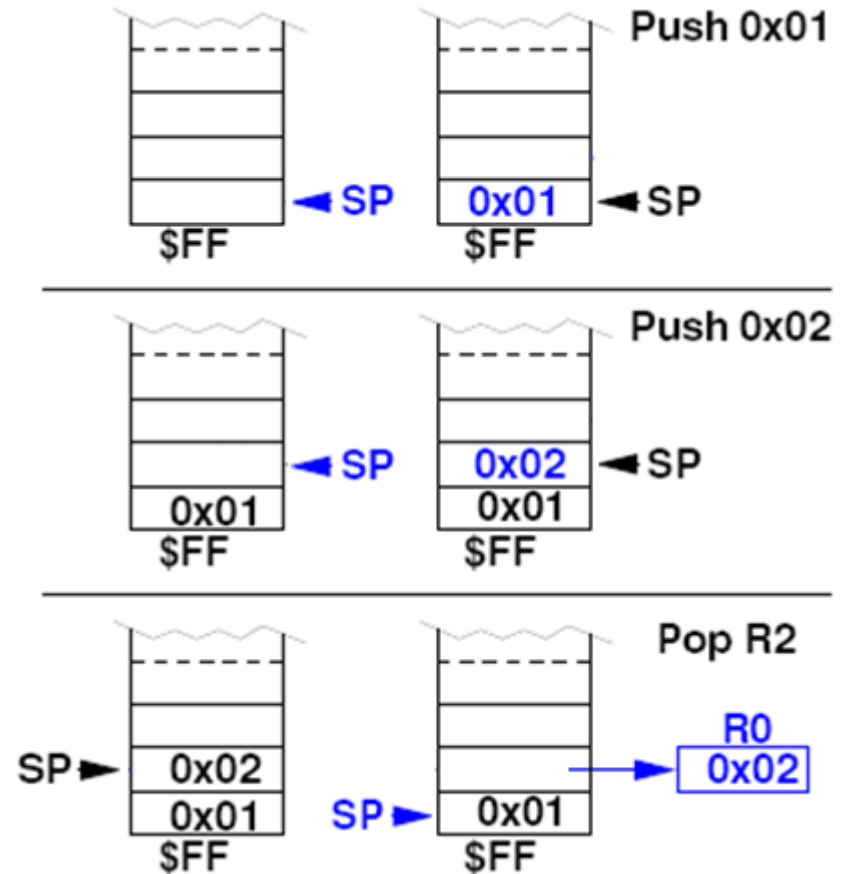 Push 0x01
SP
0x01
SP
$FF
$FF
Push 0x02
SP
0x02
SP
0x01
0x01
$FF
$FF
Pop R2
R0
SP
0x02
0x02
0x01
SP
0x01
$FF
$FF